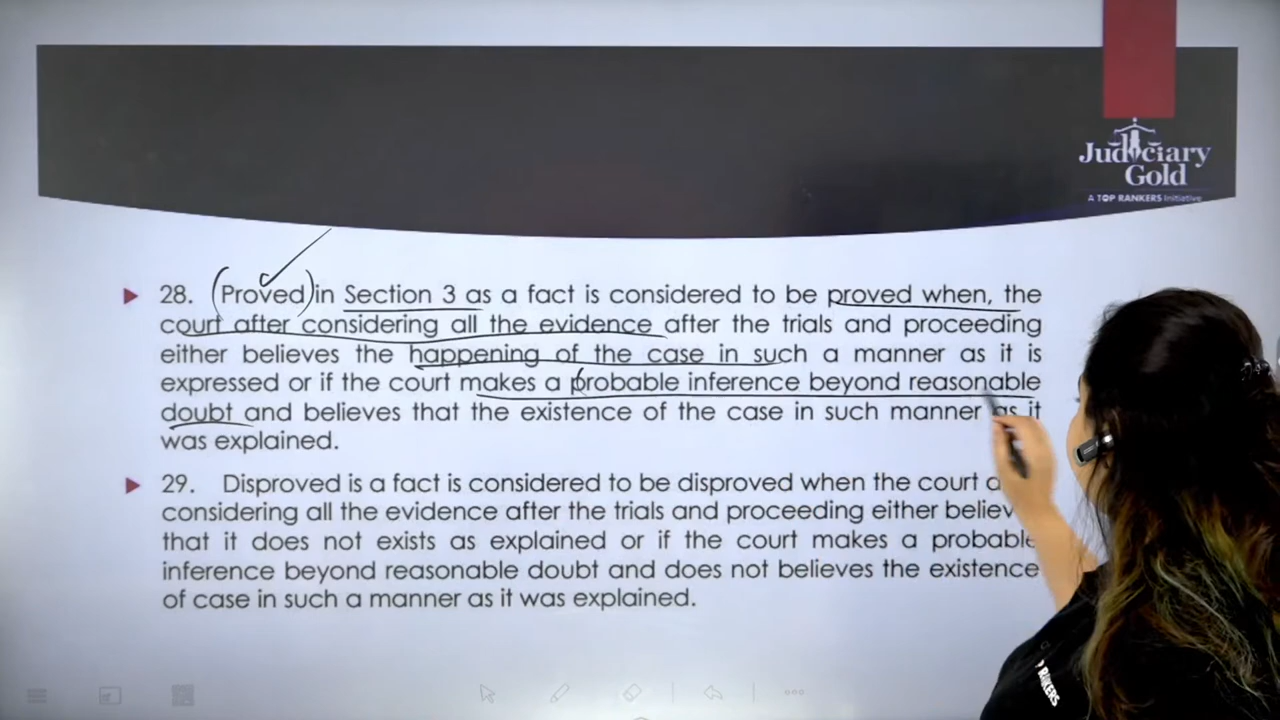 Judiciary
Gold
A TOP RANKERS Initiative
28. (Proved) in Section 3 as a fact is considered to be proved when, the
court after considering all the evidence after the trials and proceeding
either believes the happening of the case in such a manner as it is
expressed or if the court makes a probable inference beyond reasonable
doubt and believes that the existence of the case in such manner as it
was explained.
29. Disproved is a fact is considered to be disproved when the court
considering all the evidence after the trials and proceeding either believ
that it does not exists as explained or if the court makes a probable
inference beyond reasonable doubt and does not believes the existence
of case in such a manner as it was explained.
RANKERS